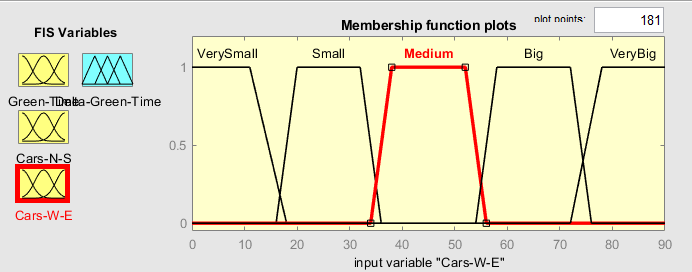 FIS Variables
Membership function plots
plot points:
181
VerySmall
Small
Medium
Big
VeryBig
Green-Time
Delta-Green-Time
Cars-N-S
Cars-W-E
1
0.5
0
0
10
20
30
40
50
60
70
80
90
input variable "Cars-W-E"